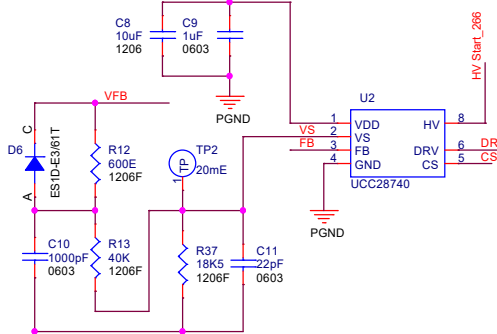 C8
10uF
1206
C9
1uF
0603
PGND
HV Start_266
U2
1
VDD
HV
8
VS
2
VS
FB
3
FB
DRV
6
DR
4
GND
CS
5
CS
UCC28740
PGND
VFB
C
D6
A
ES1D-E3/61T
R12
600E
1206F
TP2
TP
1
20mE
C10
1000pF
0603
R13
40K
1206F
R37
18K5
1206F
C11
22pF
0603